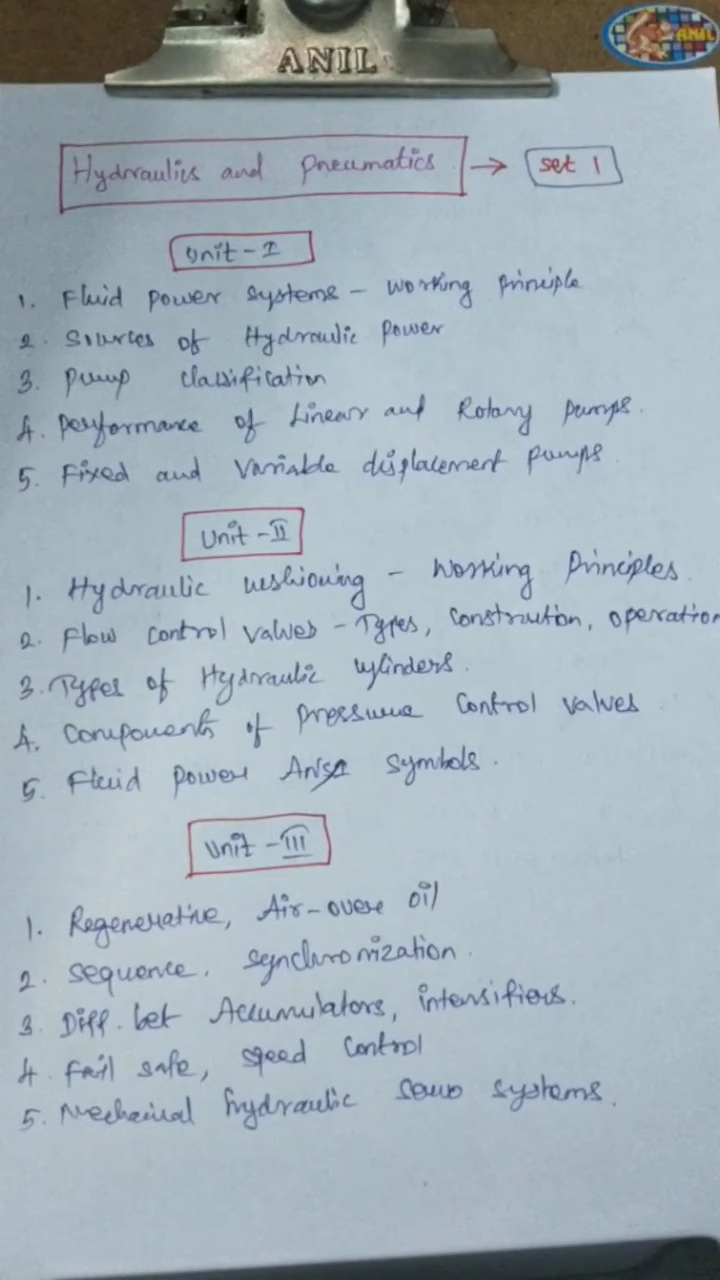 ANIL
ANIL
Hydraulics and Pneumatics → set 1
Unit - I
1. Fluid power systems - working principle
2. Sources of Hydraulic power
3. Pump classification
4. Performance of Linear and Rotary pumps.
5. Fixed and Variable displacement pumps.
Unit - II
1. Hydraulic cushioning - Working Principles.
2. Flow control valves - Types, Construction, operation
3. Types of Hydraulic cylinders.
4. Components of Pressure control valves
5. Fluid power ANSI symbols.
Unit - III
1. Regenerative, Air-over oil
2. sequence, synchronization.
3. Diff. bet Accumulators, intensifiers.
4. Fail safe, speed control
5. Mechanical hydraulic servo systems.